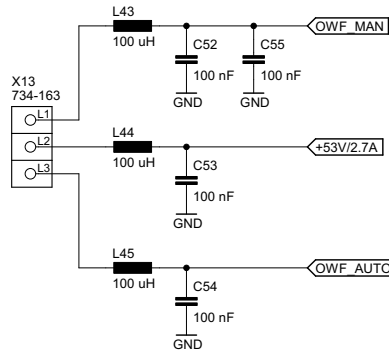 L43
100 uH
C52
C55
100 nF
100 nF
GND
GND
OWF_MAN
X13
734-163
L1
L2
L3
L44
100 uH
C53
100 nF
GND
+53V/2.7A
L45
100 uH
C54
100 nF
GND
OWF_AUTO